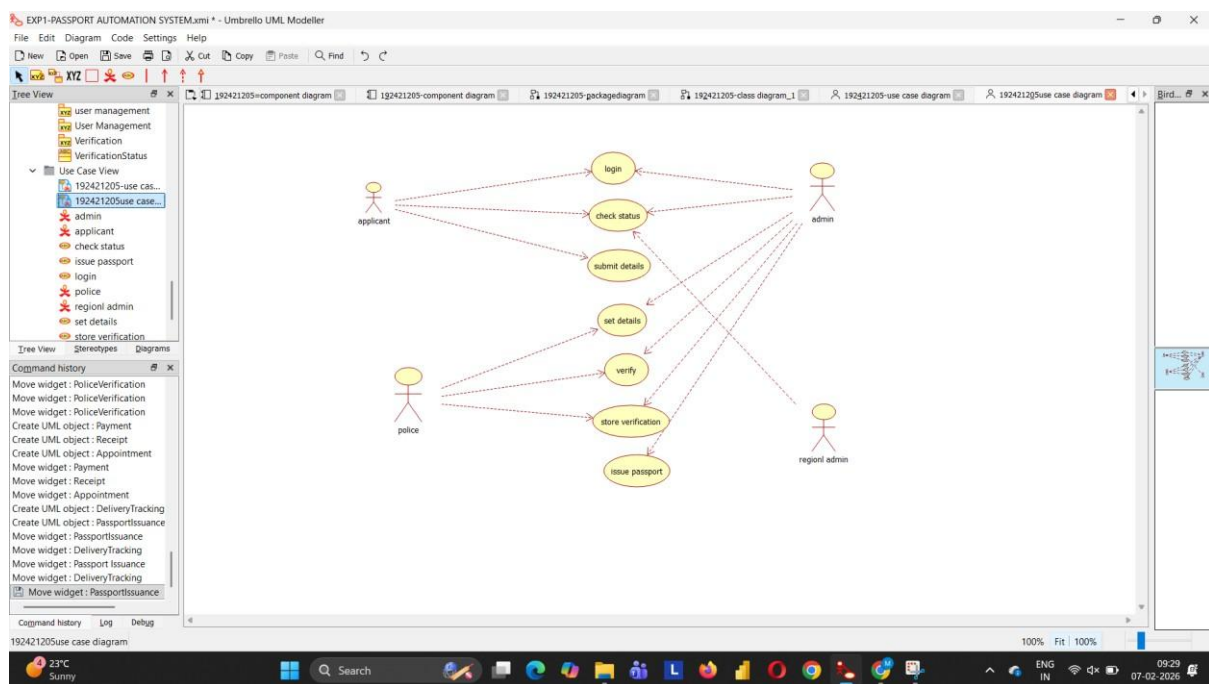 EXP1-PASSPORT AUTOMATION SYSTEM.xmi * - Umbrello UML Modeller
File Edit Diagram Code Settings Help
New Open Save Cut Copy Paste Find
XYZ
Tree View
user management
User Management
Verification
VerificationStatus
Use Case View
192421205-use cas...
192421205use case...
admin
applicant
check status
issue passport
login
police
regionl admin
set details
store verification
Tree View Stereotypes Diagrams
Command history
Move widget : PoliceVerification
Move widget : PoliceVerification
Move widget : PoliceVerification
Create UML object : Payment
Create UML object : Receipt
Create UML object : Appointment
Move widget : Payment
Move widget : Receipt
Move widget : Appointment
Create UML object : DeliveryTracking
Create UML object : PassportIssuance
Move widget : PassportIssuance
Move widget : DeliveryTracking
Move widget : Passport Issuance
Move widget : DeliveryTracking
Move widget : PassportIssuance
Command history Log Debug
192421205=component diagram 192421205-component diagram 192421205-packagediagram 192421205-class diagram_1 192421205-use case diagram 192421205use case diagram
Bird...
login
applicant
check status
admin
submit details
set details
verify
police
store verification
regionl admin
issue passport
192421205use case diagram
100% Fit 100%
4
23°C
Sunny
Search
ENG
IN
09:29
07-02-2026